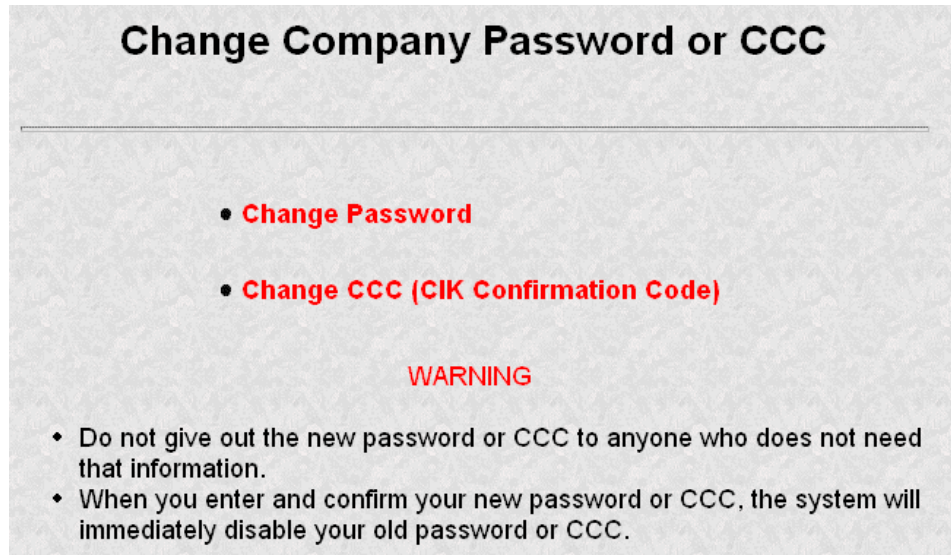 Change Company Password or CCC
• Change Password
• Change CCC (CIK Confirmation Code)
WARNING
◆ Do not give out the new password or CCC to anyone who does not need
that information.
◆ When you enter and confirm your new password or CCC, the system will
immediately disable your old password or CCC.